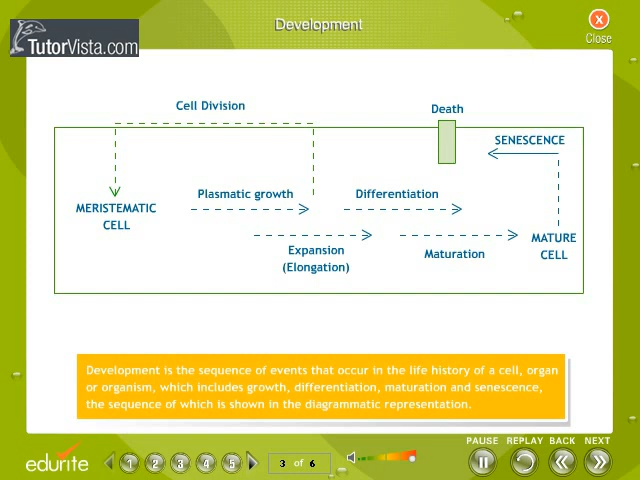 Development
TutorVista.com
Close
Cell Division
Death
SENESCENCE
Plasmatic growth
Differentiation
MERISTEMATIC
CELL
Expansion
(Elongation)
Maturation
MATURE
CELL
Development is the sequence of events that occur in the life history of a cell, organ
or organism, which includes growth, differentiation, maturation and senescence,
the sequence of which is shown in the diagrammatic representation.
PAUSE REPLAY BACK NEXT
edurite
1 2 3 4 5
3 of 6